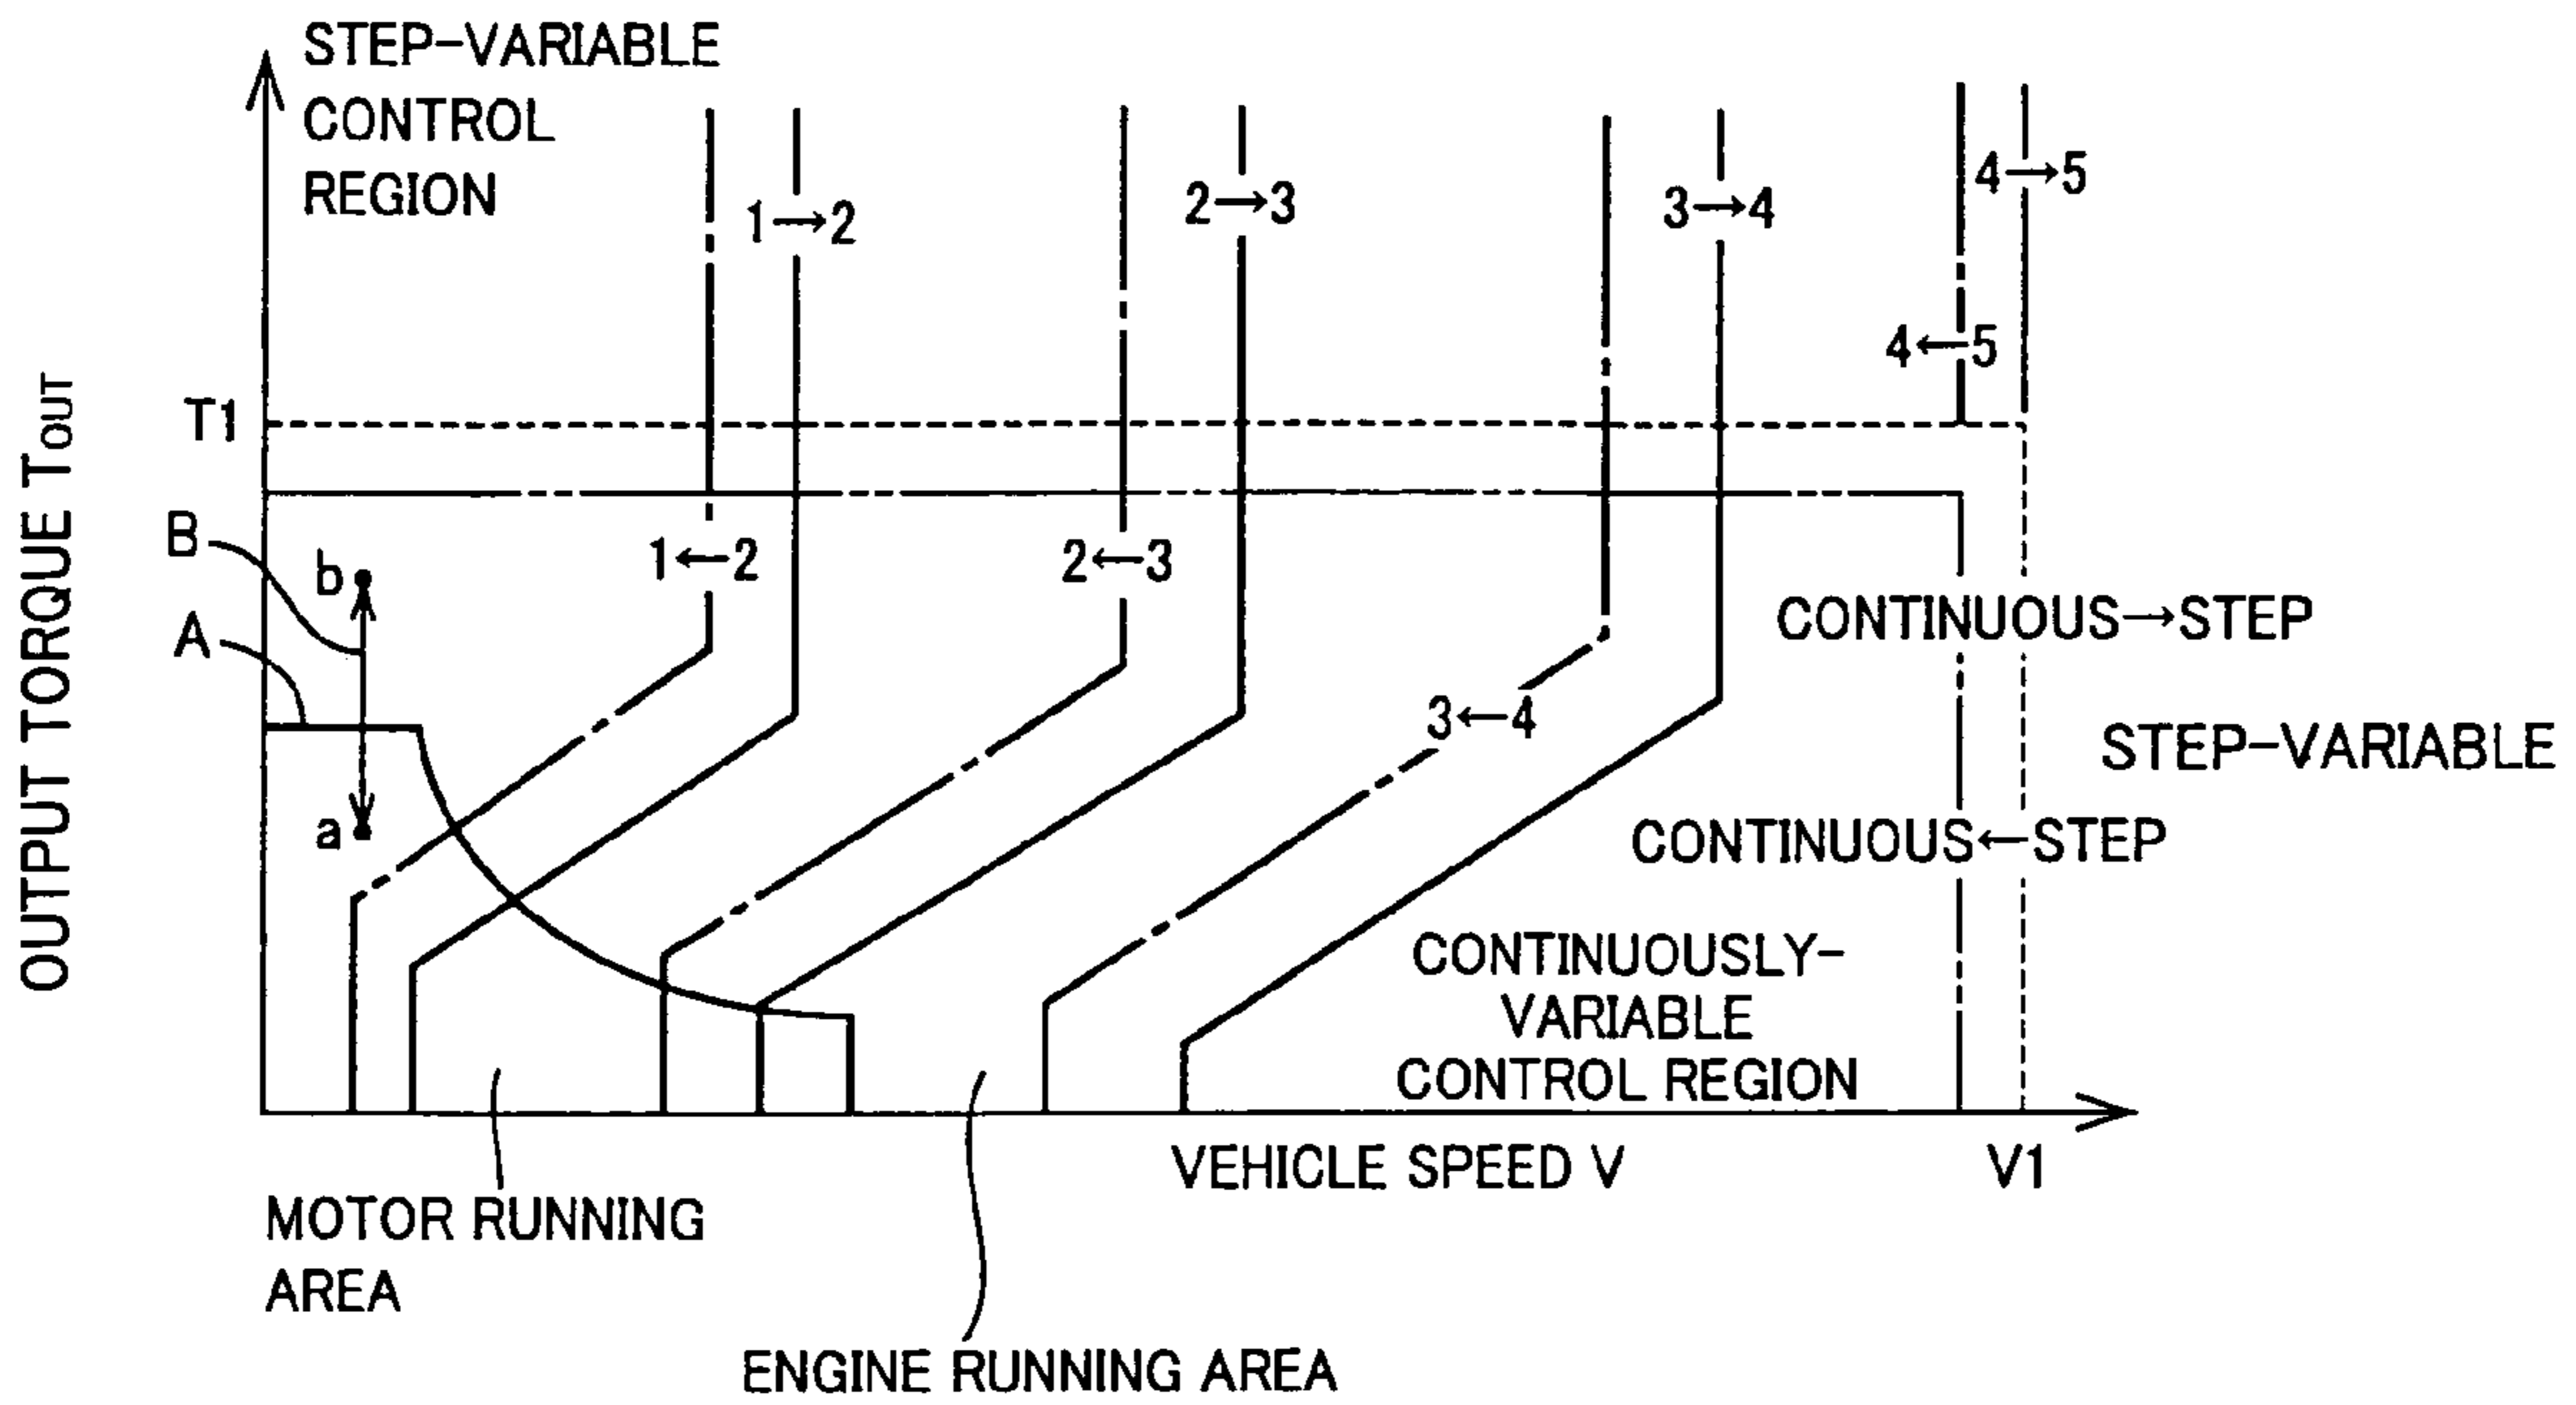 STEP-VARIABLE
CONTROL
REGION
1→2
2→3
3→4
4→5
4←5
T1
OUTPUT TORQUE TOUT
B
b
A
a
1←2
2←3
3←4
CONTINUOUS→STEP
STEP-VARIABLE
CONTINUOUS←STEP
CONTINUOUSLY-
VARIABLE
CONTROL REGION
VEHICLE SPEED V
V1
MOTOR RUNNING
AREA
ENGINE RUNNING AREA